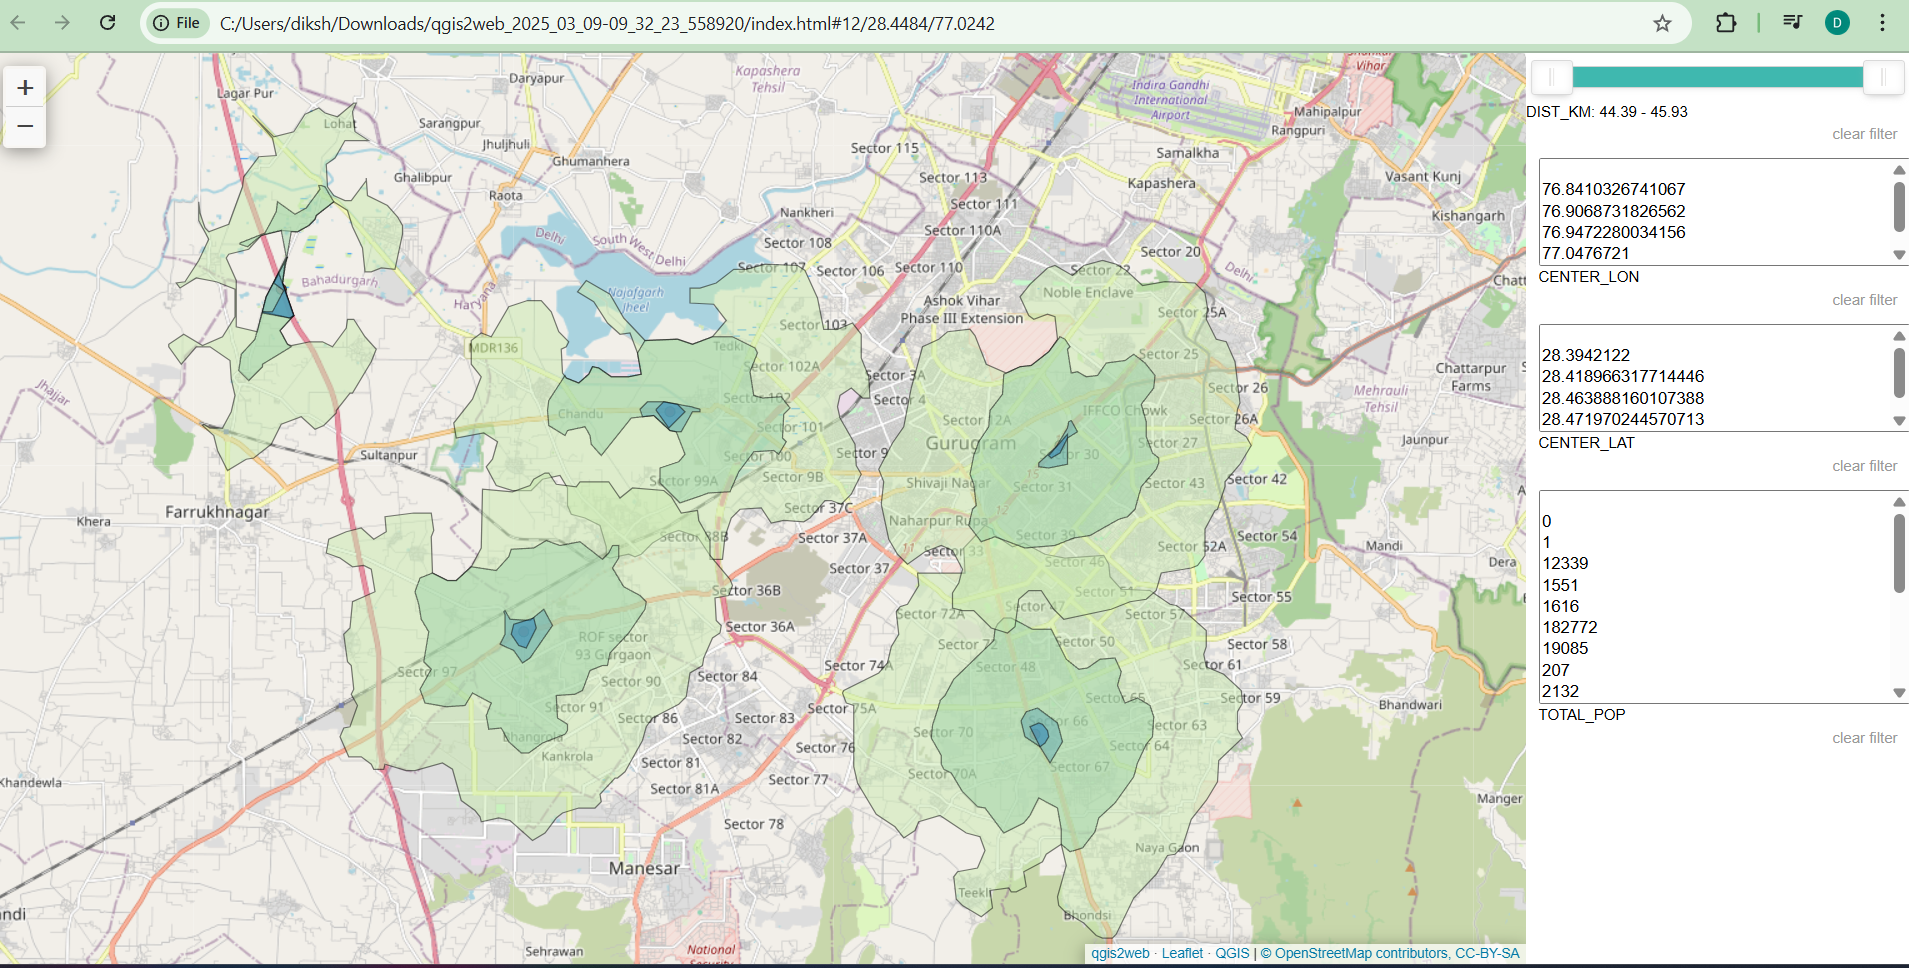 File
C:/Users/diksh/Downloads/qgis2web_2025_03_09-09_32_23_558920/index.html#12/28.4484/77.0242
D
+
−
DIST_KM: 44.39 - 45.93
clear filter
76.8410326741067
76.9068731826562
76.9472280034156
77.0476721
CENTER_LON
clear filter
28.3942122
28.418966317714446
28.463888160107388
28.471970244570713
CENTER_LAT
clear filter
0
1
12339
1551
1616
182772
19085
207
2132
TOTAL_POP
clear filter
Daryapur
Kapashera
Tehsil
Vihar
Lagar Pur
Indira Gandhi
International
Airport
Mahipalpur
Rangpuri
Lohat
Sarangpur
Jhuljhuli
Ghumanhera
Sector 115
Samalkha
Ghalibpur
Raota
Sector 113
Kapashera
Vasant Kunj
Sector 111
Nankheri
Kishangarh
Delhi
South West Delhi
Sector 110A
Sector 108
Sector 20
Bahadurgarh
Haryana
Najafgarh
Jheel
Sector 107
Sector 106
Sector 110
Sector 22
Delhi
Noble Enclave
Ashok Vihar
Phase III Extension
Sector 25A
Sector 103
MDR136
Tedki
Sector 102A
Sector 25
Sector 3A
Chattarpur
Farms
Jhajjar
Sector 26
Mehrauli
Tehsil
Sector 4
Chandu
Sector 102
IFFCO Chowk
Sector 26A
Sector 101
Gurugram
Sector 27
Jaunpur
Sultanpur
Sector 100
Sector 9
Sector 30
Sector 9B
Sector 99A
Shivaji Nagar
Sector 31
Sector 43
Sector 42
Farrukhnagar
Khera
Sector 37C
Naharpur Rupa
Sector 88B
Sector 37A
Sector 39
Sector 52A
Sector 54
Mandi
Sector 33
Dera
Sector 37
Sector 46
Sector 36B
Sector 51
Sector 55
Sector 47
Sector 72A
Sector 57
Sector 36A
ROF sector
93 Gurgaon
Sector 50
Sector 58
Sector 97
Sector 74A
Sector 48
Sector 61
Sector 84
Sector 90
Sector 65
Sector 59
Sector 91
Sector 86
Sector 83
Sector 75A
Bhandwari
Sector 66
Sector 63
Bhangrola
Sector 82
Sector 76
Sector 70
Sector 64
Kankrola
Sector 81
Sector 67
Khandewla
Sector 81A
Sector 77
Sector 70A
Manger
Sector 78
Naya Gaon
Manesar
Teekli
Bhondsi
Sehrawan
National
qgis2web · Leaflet · QGIS | © OpenStreetMap contributors, CC-BY-SA